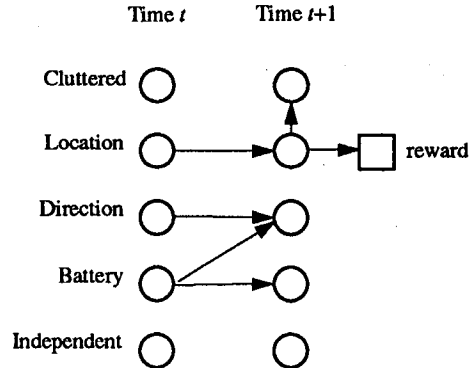 Time t Time t+1
Cluttered
Location
reward
Direction
Battery
Independent